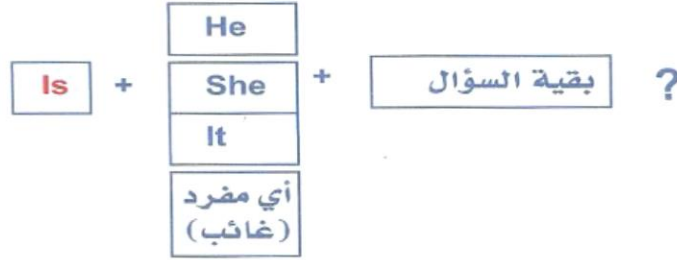 He
Is + She + بقية السؤال ?
It
أي مفرد
(غائب)